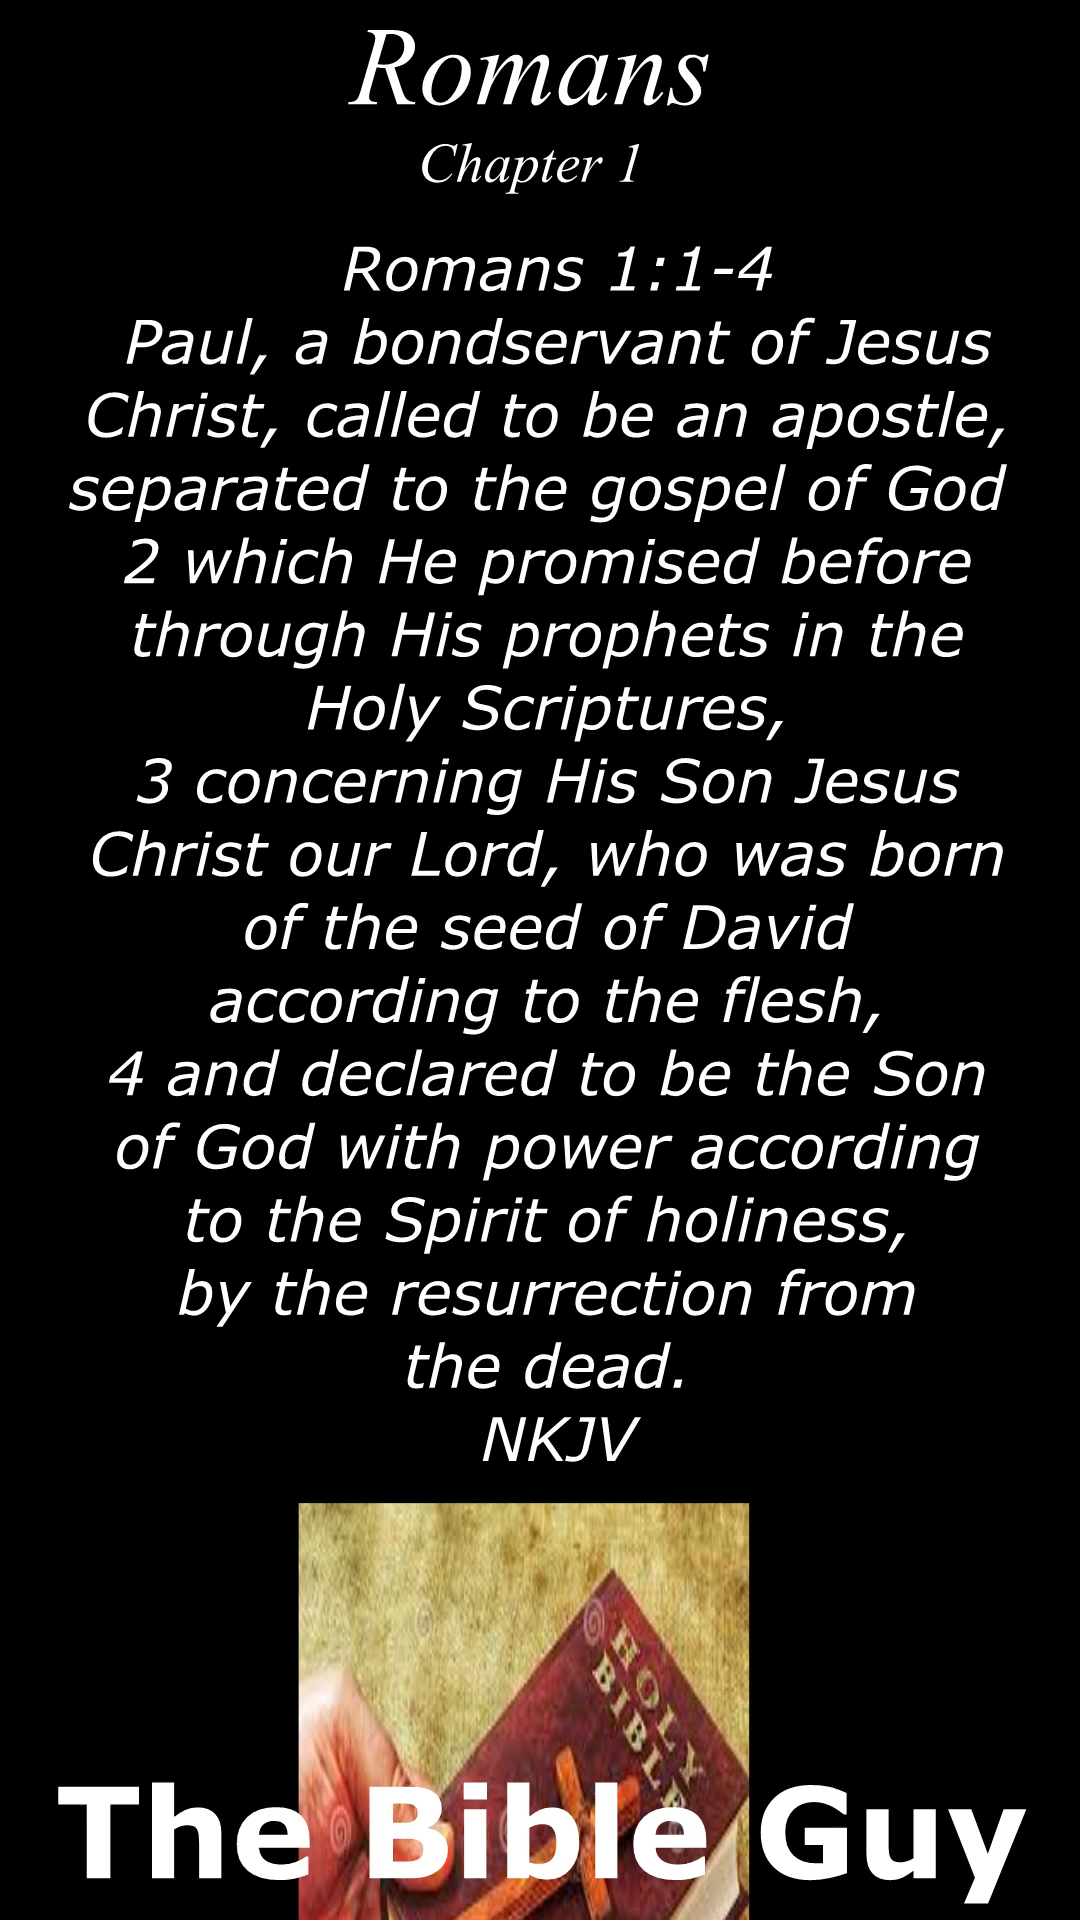 Romans
Chapter 1
Romans 1:1-4
Paul, a bondservant of Jesus
Christ, called to be an apostle,
separated to the gospel of God
2 which He promised before
through His prophets in the
Holy Scriptures,
3 concerning His Son Jesus
Christ our Lord, who was born
of the seed of David
according to the flesh,
4 and declared to be the Son
of God with power according
to the Spirit of holiness,
by the resurrection from
the dead.
NKJV
HOLY
BIBLE
The Bible Guy